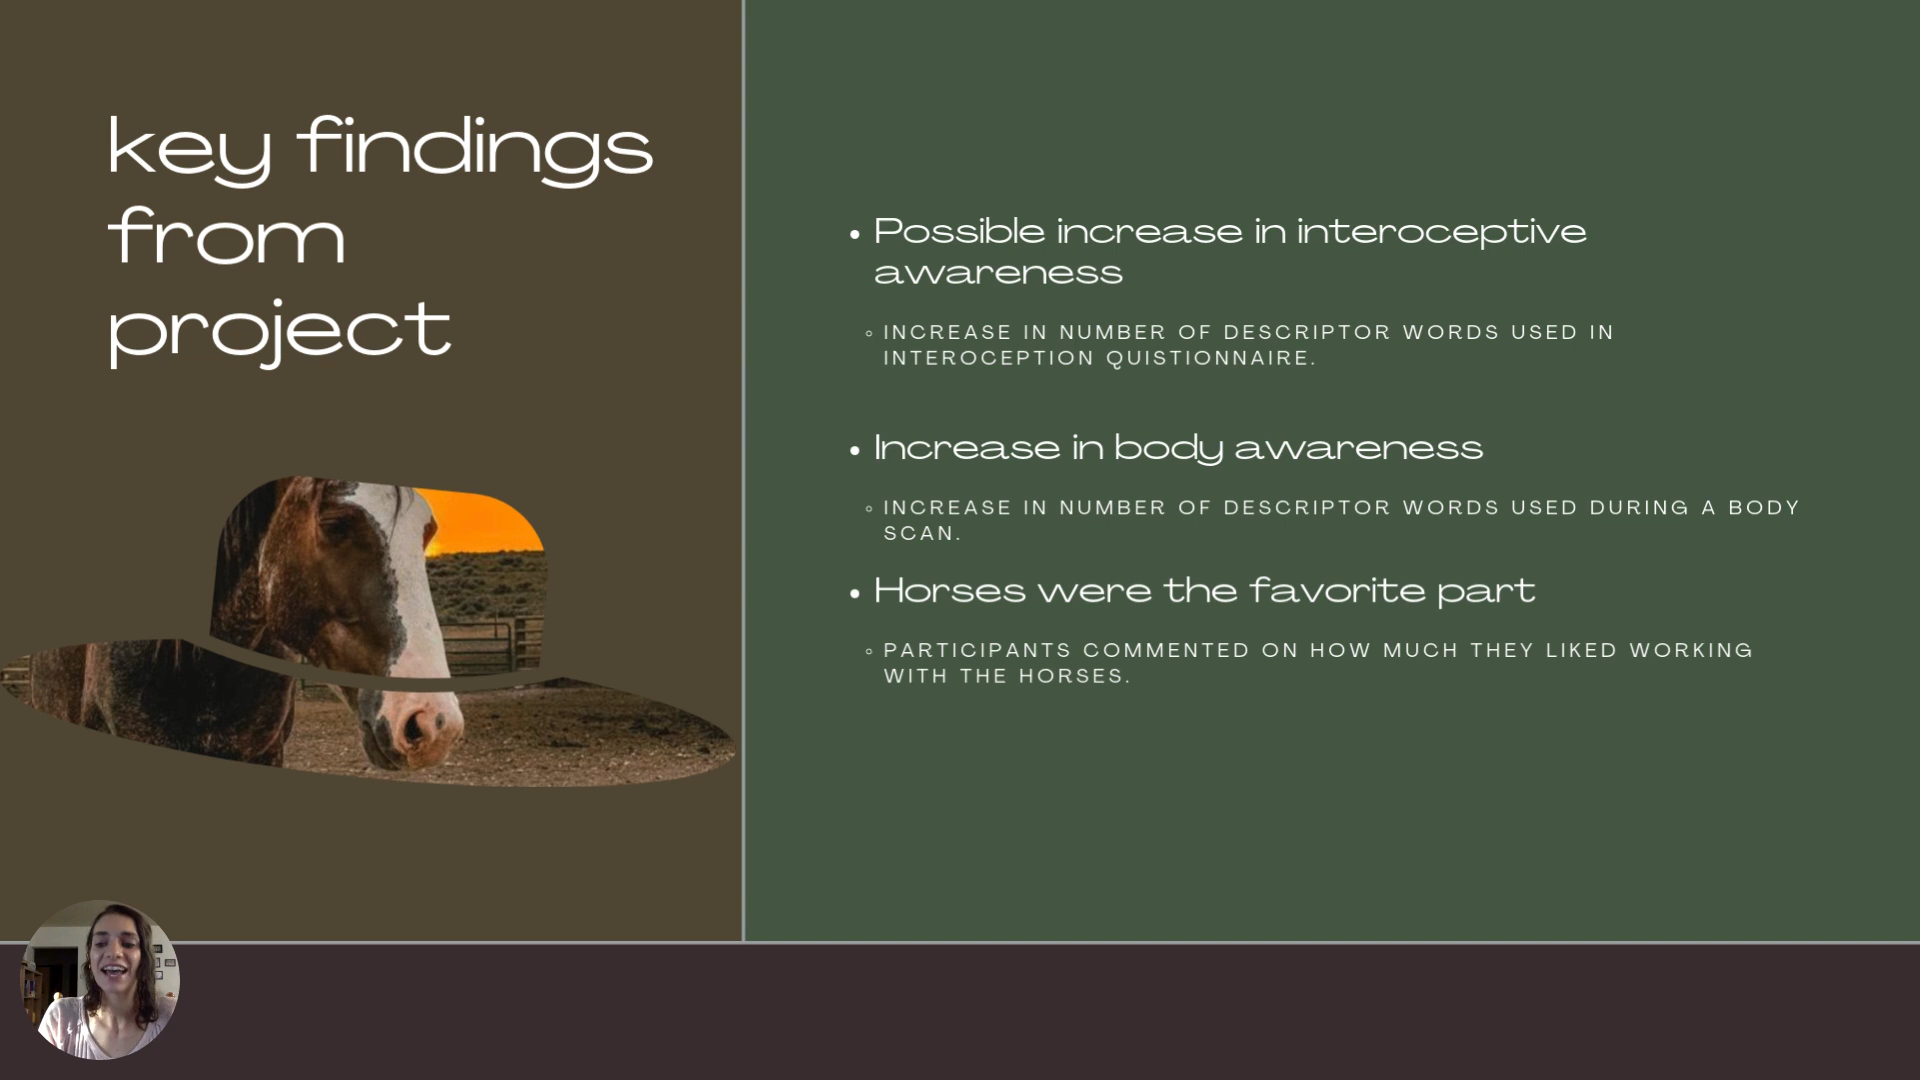 key findings
from
project
• Possible increase in interoceptive
awareness
◦ INCREASE IN NUMBER OF DESCRIPTOR WORDS USED IN
INTEROCEPTION QUISTIONNAIRE.
• Increase in body awareness
◦ INCREASE IN NUMBER OF DESCRIPTOR WORDS USED DURING A BODY
SCAN.
• Horses were the favorite part
◦ PARTICIPANTS COMMENTED ON HOW MUCH THEY LIKED WORKING
WITH THE HORSES.